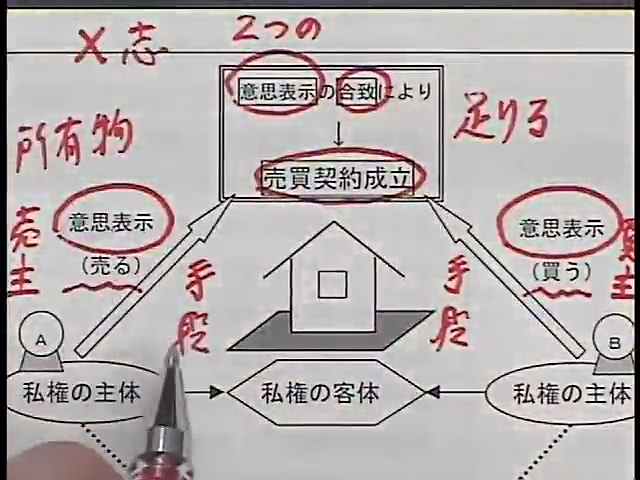 2つの
X志
意思表示の合致により
↓
売買契約成立
所有物
足りる
売主
意思表示
(売る)
手段
A
私権の主体
私権の客体
意思表示
(買う)
買主
手段
B
私権の主体